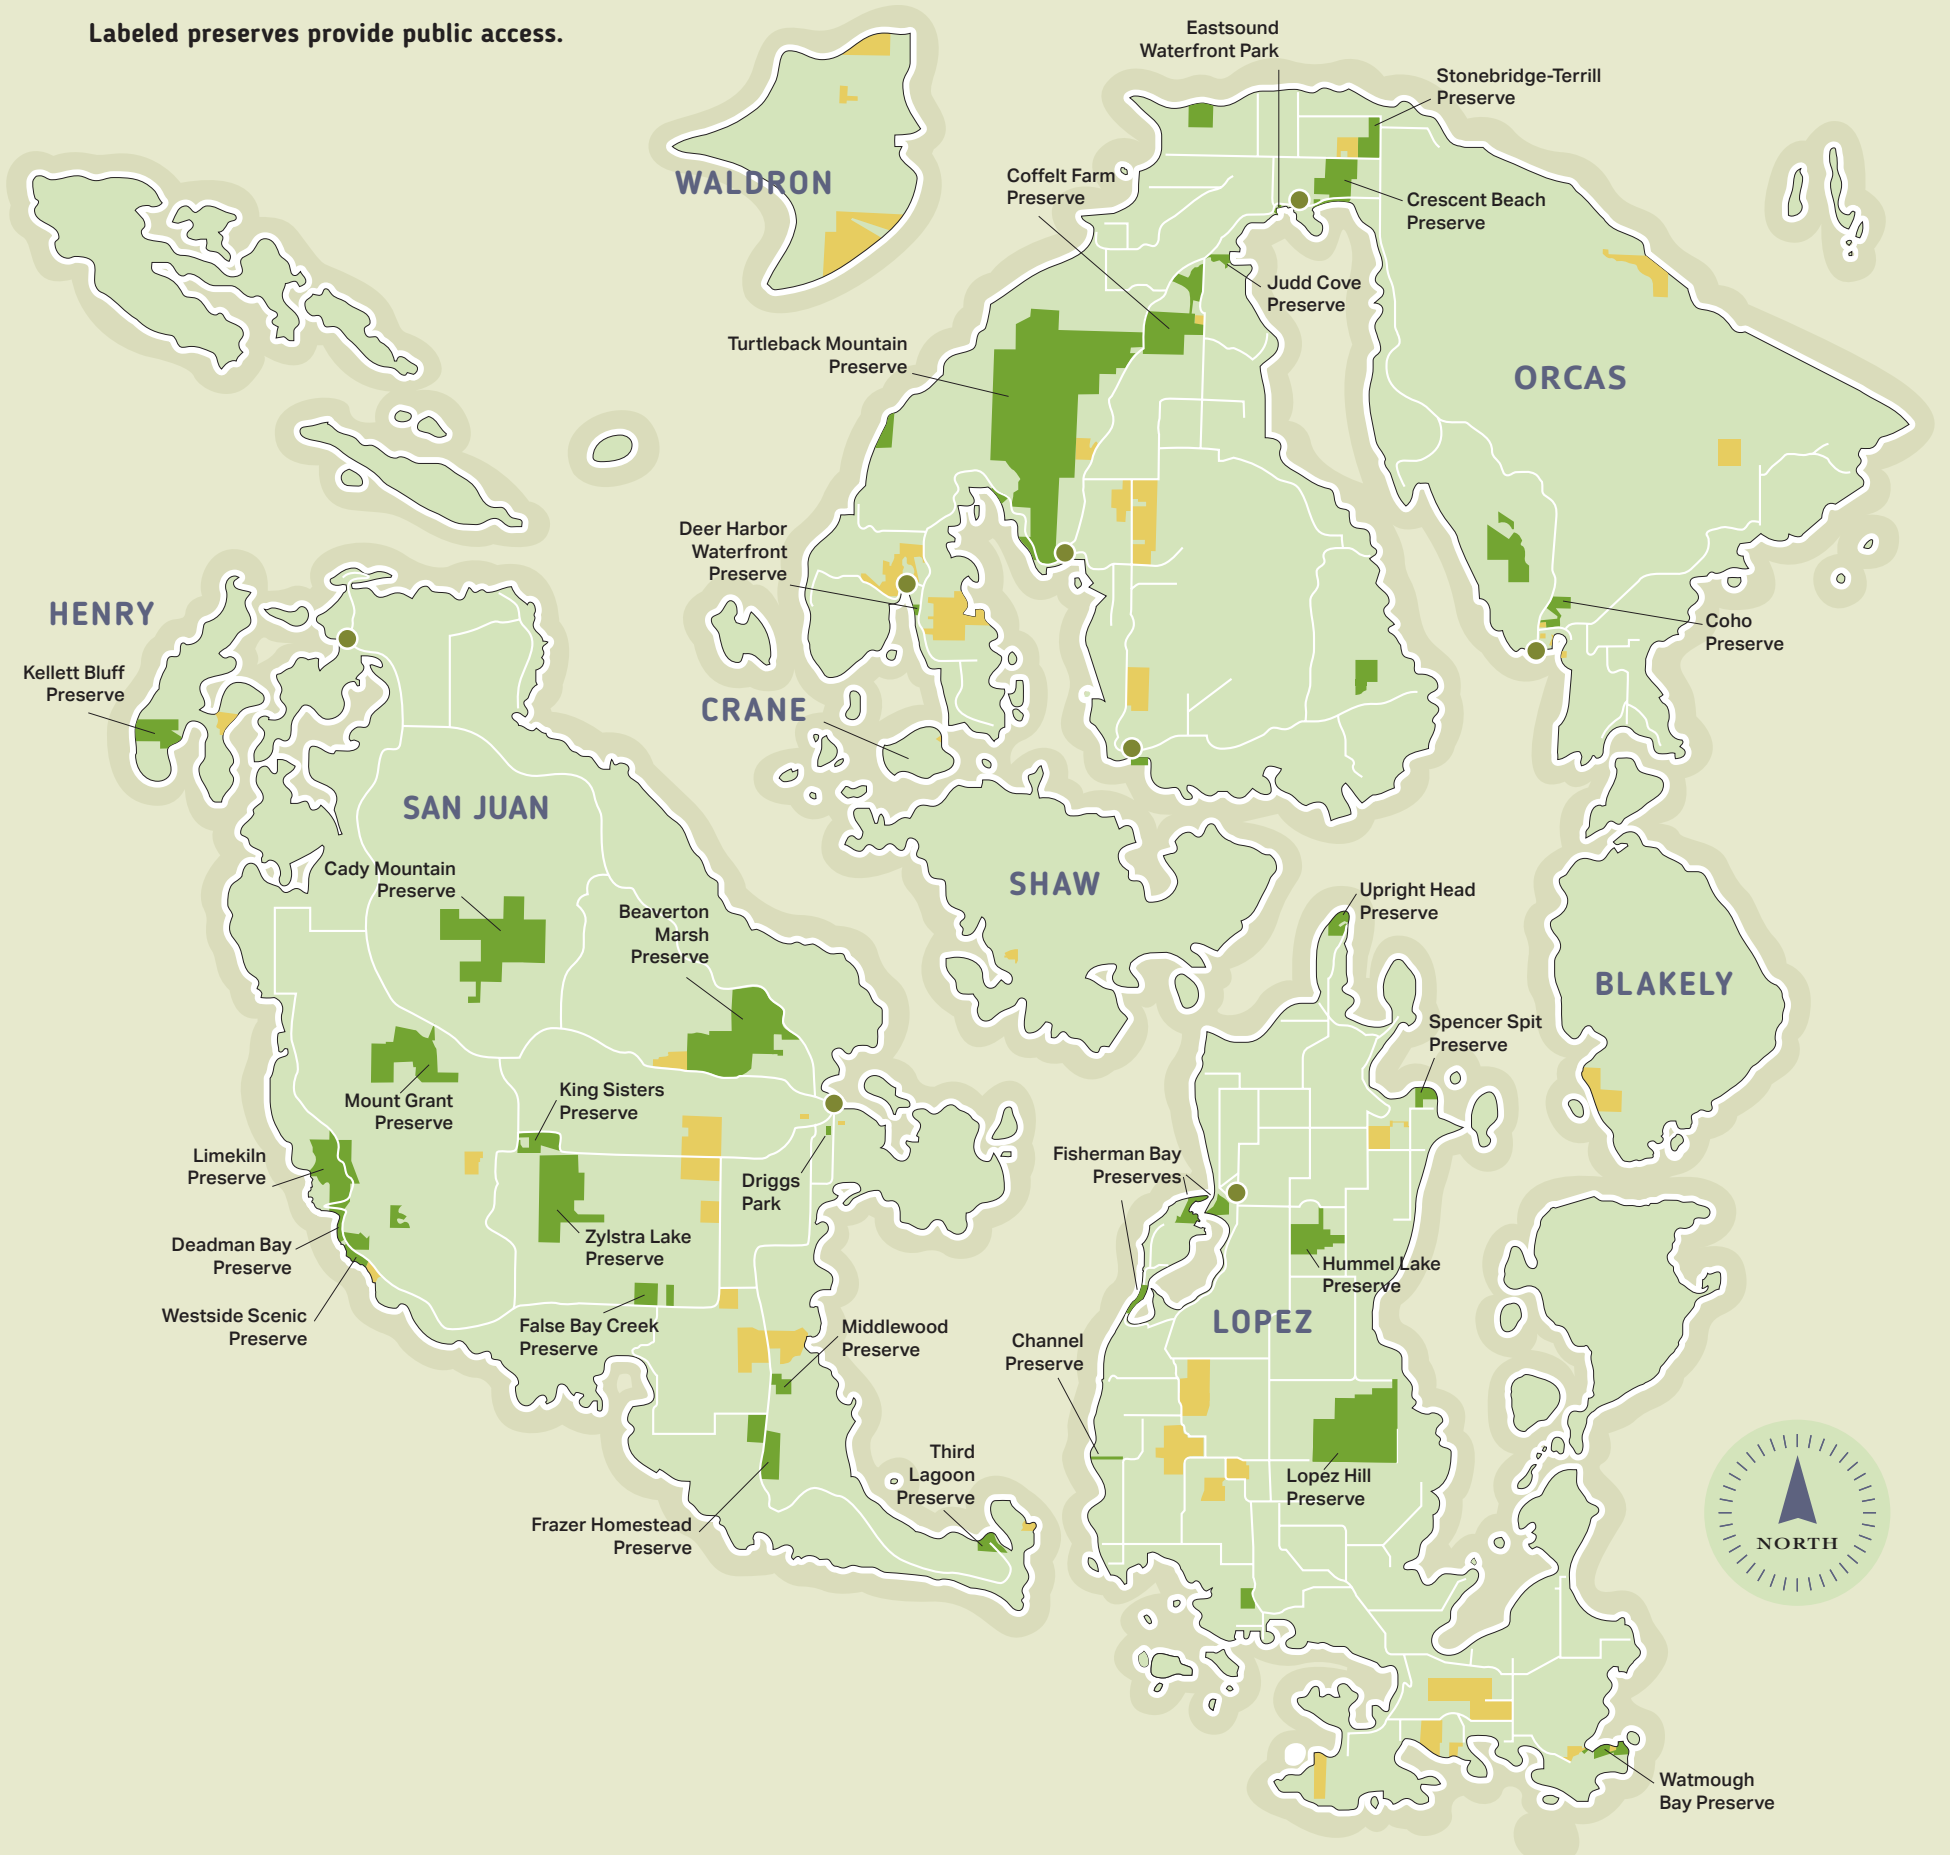 Labeled preserves provide public access.
Eastsound
Waterfront Park
Stonebridge-Terrill
Preserve
WALDRON
Coffelt Farm
Preserve
Crescent Beach
Preserve
Judd Cove
Preserve
Turtleback Mountain
Preserve
ORCAS
Deer Harbor
Waterfront
Preserve
HENRY
Kellett Bluff
Preserve
Coho
Preserve
CRANE
SAN JUAN
Cady Mountain
Preserve
SHAW
Upright Head
Preserve
Beaverton
Marsh
Preserve
BLAKELY
Spencer Spit
Preserve
King Sisters
Preserve
Mount Grant
Preserve
Limekiln
Preserve
Fisherman Bay
Preserves
Driggs
Park
Zylstra Lake
Preserve
Deadman Bay
Preserve
Hummel Lake
Preserve
Westside Scenic
Preserve
False Bay Creek
Preserve
Middlewood
Preserve
LOPEZ
Channel
Preserve
Third
Lagoon
Preserve
Lopez Hill
Preserve
Frazer Homestead
Preserve
NORTH
Watmough
Bay Preserve